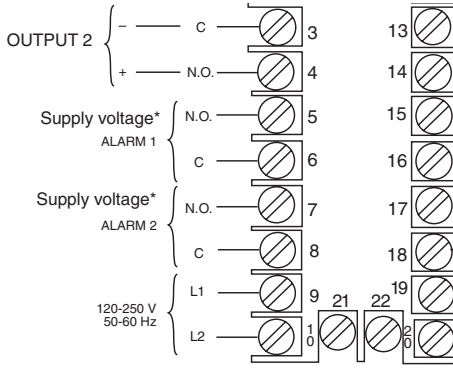 – C 3 13
OUTPUT 2
+ N.O. 4 14
N.O. 5 15
Supply voltage*
ALARM 1
C 6 16
N.O. 7 17
Supply voltage*
ALARM 2
C 8 18
L1 9 21 22 19
120-250 V
50-60 Hz
L2 10 20